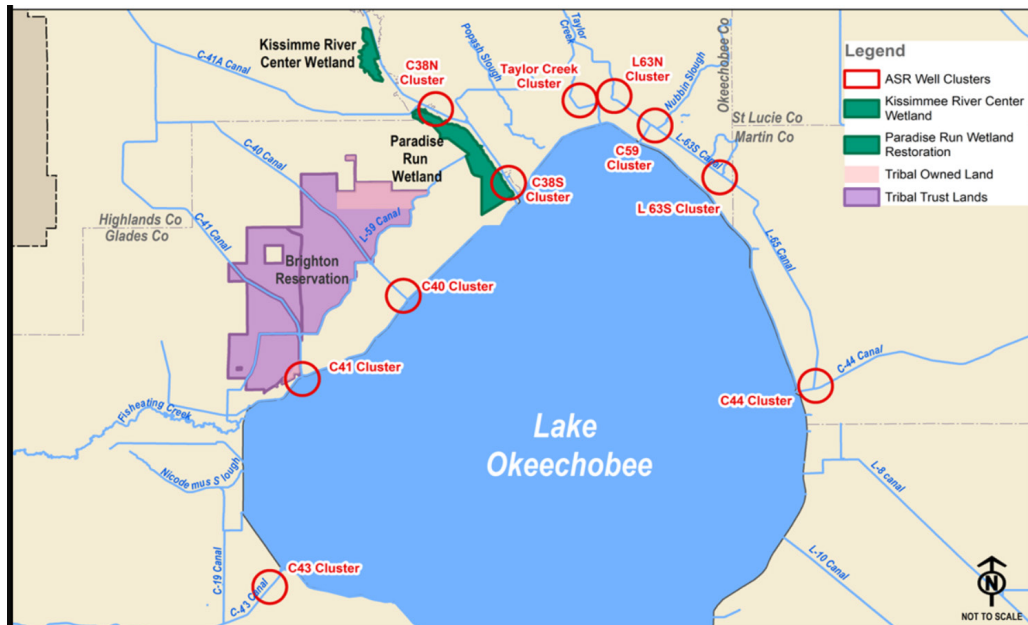 Kissimme River
Center Wetland
C-41A Canal
C38N
Cluster
Popash Slough
Taylor
Creek
Taylor Creek
Cluster
L63N
Cluster
Nubbin Slough
Okeechobee Co
St Lucie Co
Martin Co
C59
Cluster
L-63S Canal
L 63S Cluster
Paradise
Run
Wetland
C38S
Cluster
C-40 Canal
C-41 Canal
L-59 Canal
Highlands Co
Glades Co
Brighton
Reservation
C40 Cluster
C41 Cluster
L-65 Canal
C-44 Canal
C44 Cluster
Fisheating Creek
Lake
Okeechobee
Nicode mus S lough
L-8 canal
C-19 Canal
C43 Cluster
C-43 Canal
L-10 Canal
Legend
ASR Well Clusters
Kissimmee River Center
Wetland
Paradise Run Wetland
Restoration
Tribal Owned Land
Tribal Trust Lands
N
NOT TO SCALE